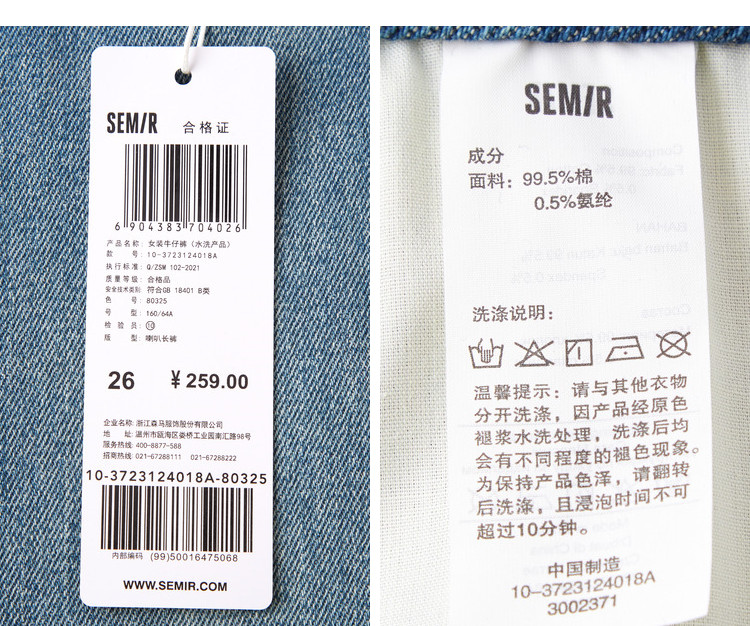 SEMIR 合格证
6 904383 704026
产品名称: 女装牛仔裤 (水洗产品)
款 号: 10-3723124018A
执行标准: Q/ZSM 102-2021
质量等级: 合格品
安全技术类别: 符合GB 18401 B类
色 号: 80325
号 型: 160/64A
检 验 员: ⑩
版 型: 喇叭长裤
26 ¥259.00
企业名称: 浙江森马服饰股份有限公司
地 址: 温州市瓯海区娄桥工业园南汇路98号
服务热线: 400-8877-588
招商热线: 021-67288111 021-67288222
10-3723124018A-80325
内部编码 (99)50016475068
WWW.SEMIR.COM
SEMIR
成分
面料: 99.5%棉
0.5%氨纶
洗涤说明:
温馨提示: 请与其他衣物
分开洗涤, 因产品经原色
褪浆水洗处理, 洗涤后均
会有不同程度的褪色现象。
为保持产品色泽, 请翻转
后洗涤, 且浸泡时间不可
超过10分钟。
中国制造
10-3723124018A
3002371